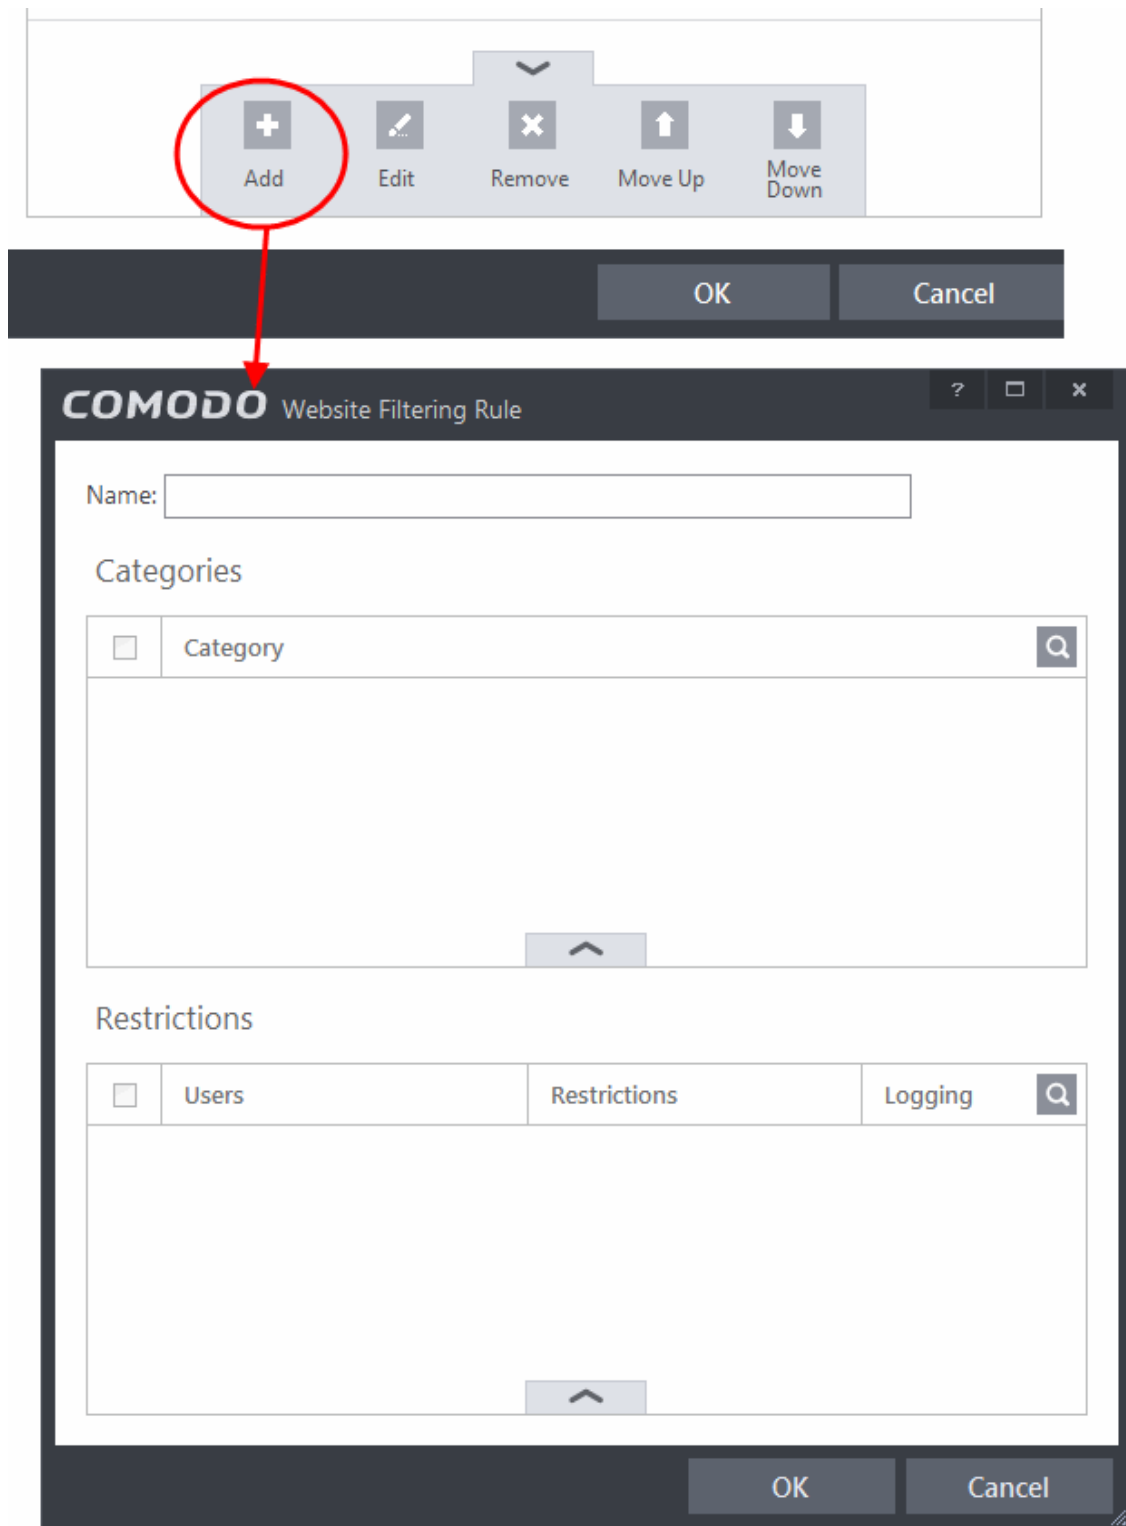 Add Edit Remove Move Up Move
Down
OK Cancel
COMODO Website Filtering Rule ? x
Name:
Categories
Category
Restrictions
Users Restrictions Logging
OK Cancel